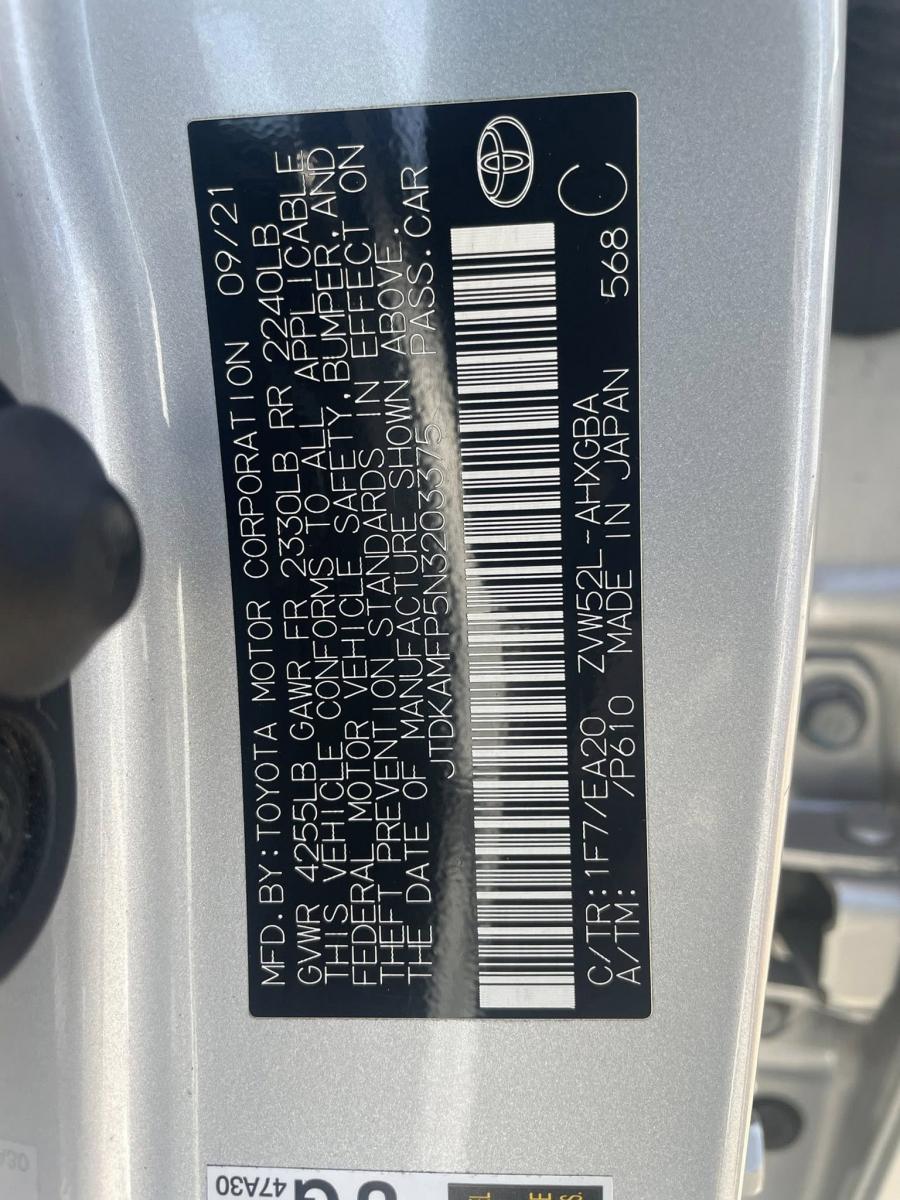 MFD.BY:TOYOTA MOTOR CORPORATION 09/21
GVWR 4255LB GAWR FR 2330LB RR 2240LB
THIS VEHICLE CONFORMS TO ALL APPLICABLE
FEDERAL MOTOR VEHICLE SAFETY,BUMPER,AND
THEFT PREVENTION STANDARDS IN EFFECT ON
THE DATE OF MANUFACTURE SHOWN ABOVE.
JTDKAMFP5N3203375 PASS.CAR
C/TR:1F7/EA20 ZVW52L-AHXGBA C
A/TM: /P610 MADE IN JAPAN 568
47A30